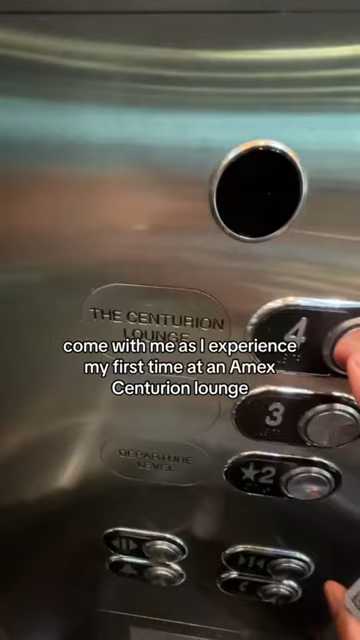 THE CENTURION
LOUNGE
4
come with me as I experience
my first time at an Amex
Centurion lounge
3
DEPARTURE
LEVEL
★2